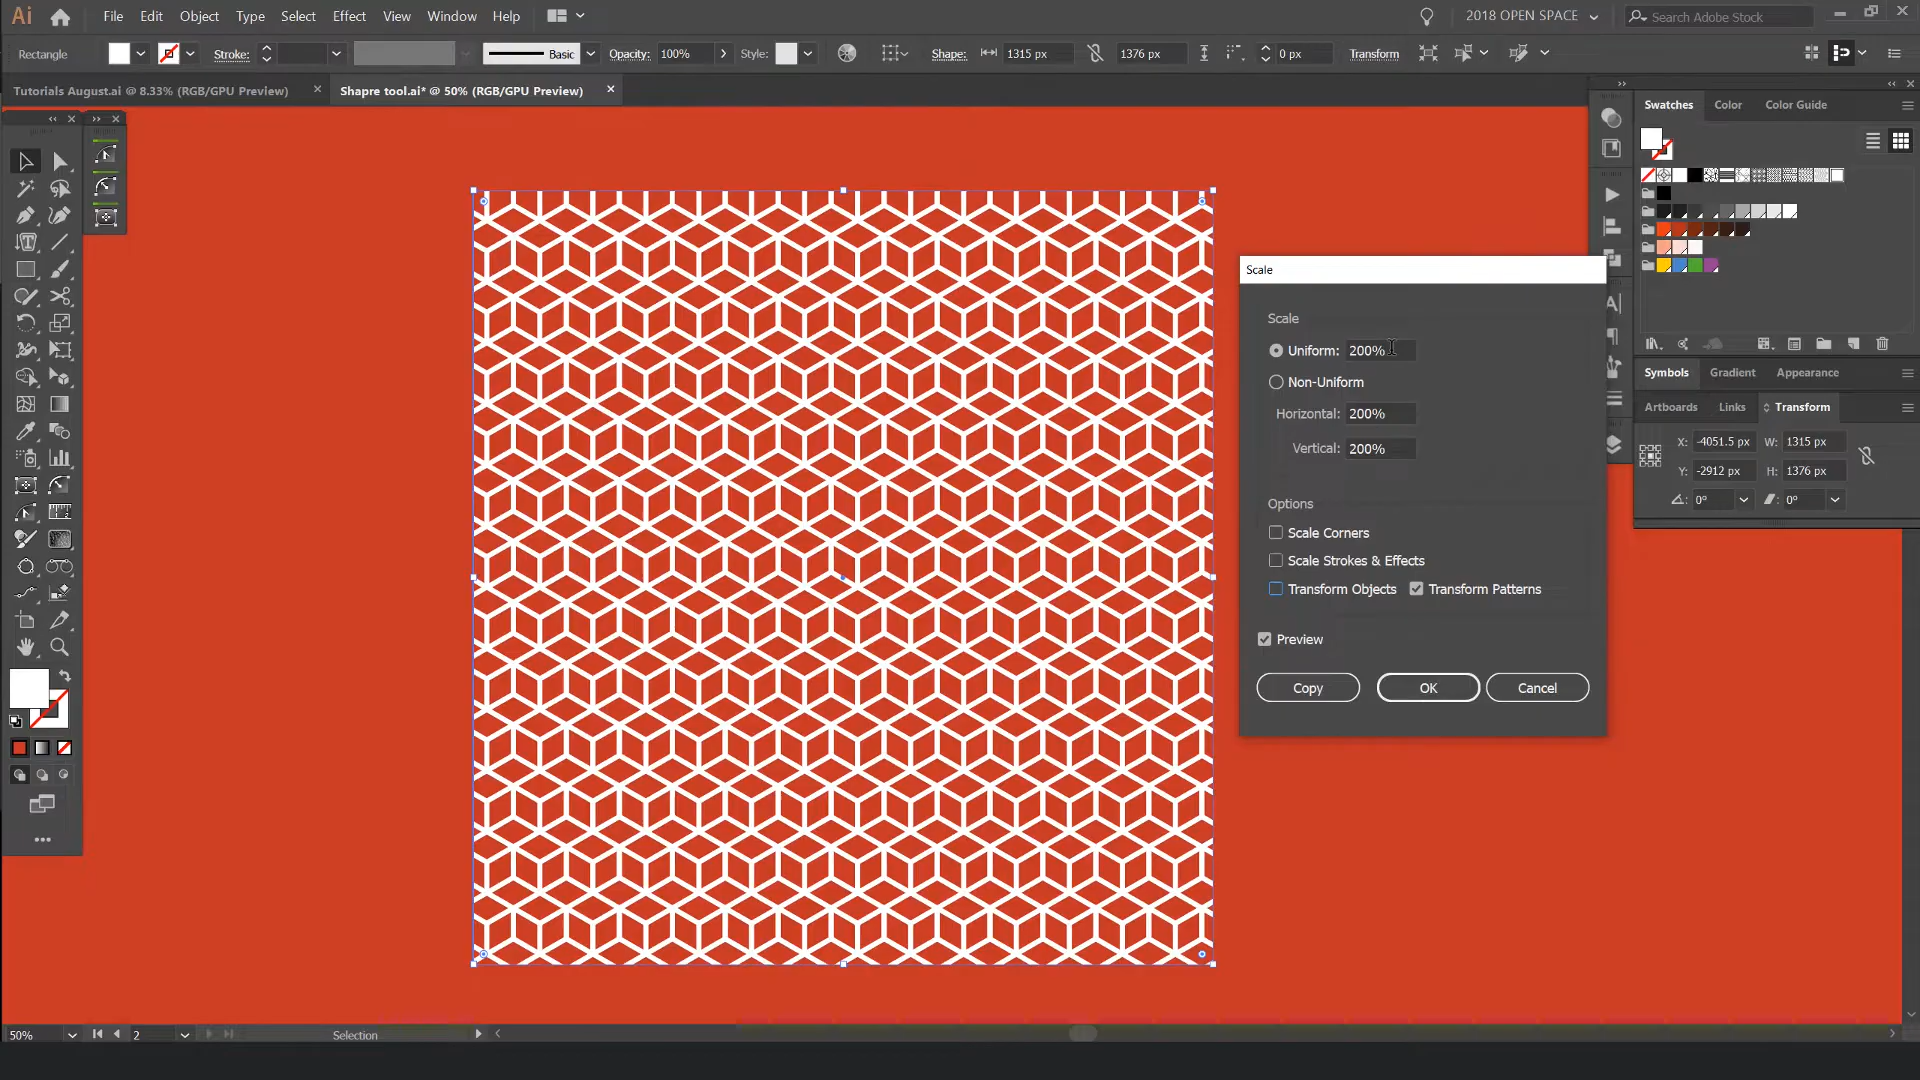 Ai File Edit Object Type Select Effect View Window Help 2018 OPEN SPACE Search Adobe Stock
Rectangle Stroke: Basic Opacity: 100% Style: Shape: 1315 px 1376 px 0 px Transform
Tutorials August.ai @ 8.33% (RGB/GPU Preview) Shapre tool.ai* @ 50% (RGB/GPU Preview)
Swatches Color Color Guide
Scale
Scale
Uniform: 200%
Non-Uniform
Horizontal: 200%
Vertical: 200%
Options
Scale Corners
Scale Strokes & Effects
Transform Objects Transform Patterns
Preview
Copy OK Cancel
Symbols Gradient Appearance
Artboards Links Transform
X: -4051.5 px W: 1315 px
Y: -2912 px H: 1376 px
0° 0°
50% 2 Selection